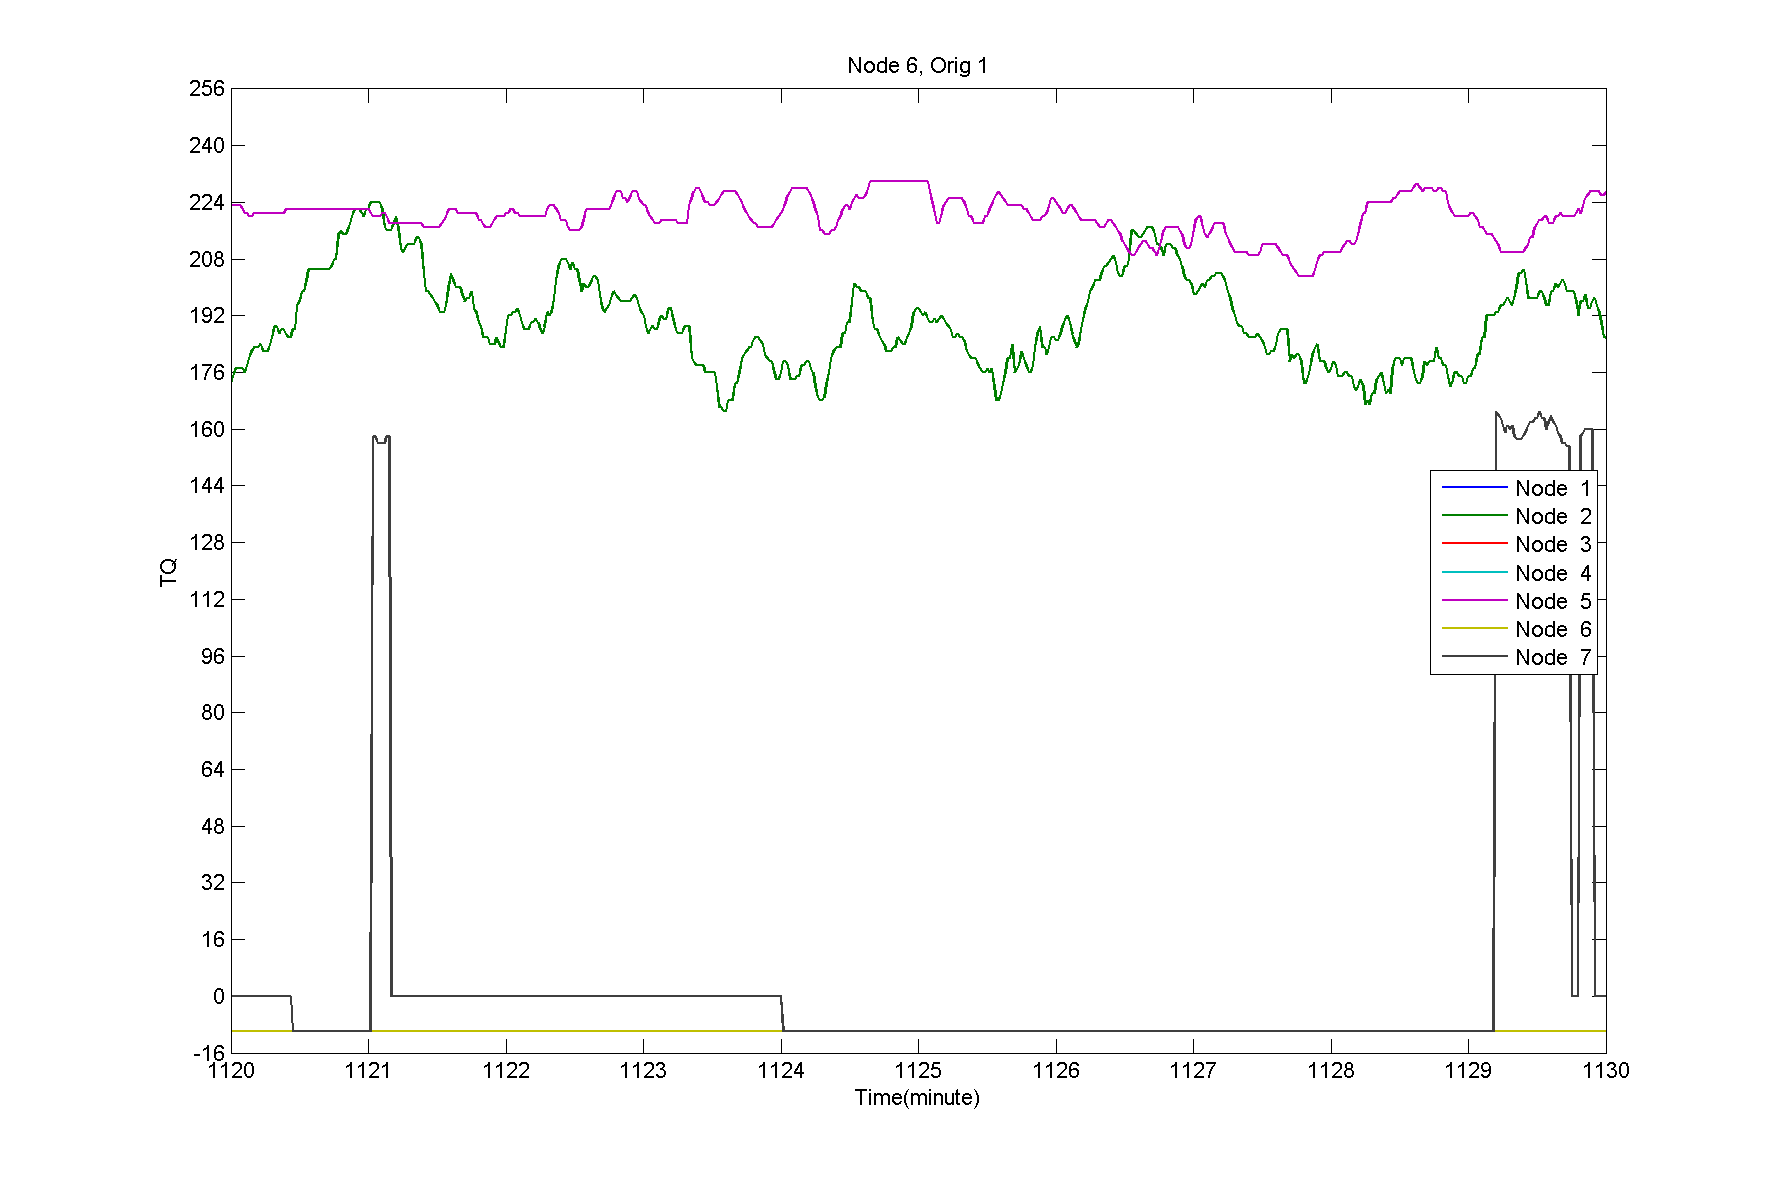 Node 6, Orig 1
256
240
224
208
192
176
160
144
128
112
96
80
64
48
32
16
0
-16
TQ
Node 1
Node 2
Node 3
Node 4
Node 5
Node 6
Node 7
1120 1121 1122 1123 1124 1125 1126 1127 1128 1129 1130
Time(minute)